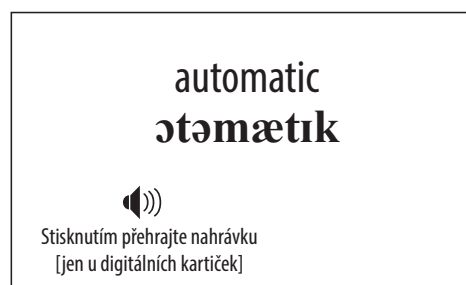 automatic
ɔtəmætɪk
Stisknutím přehrajte nahrávku
[jen u digitálních kartiček]